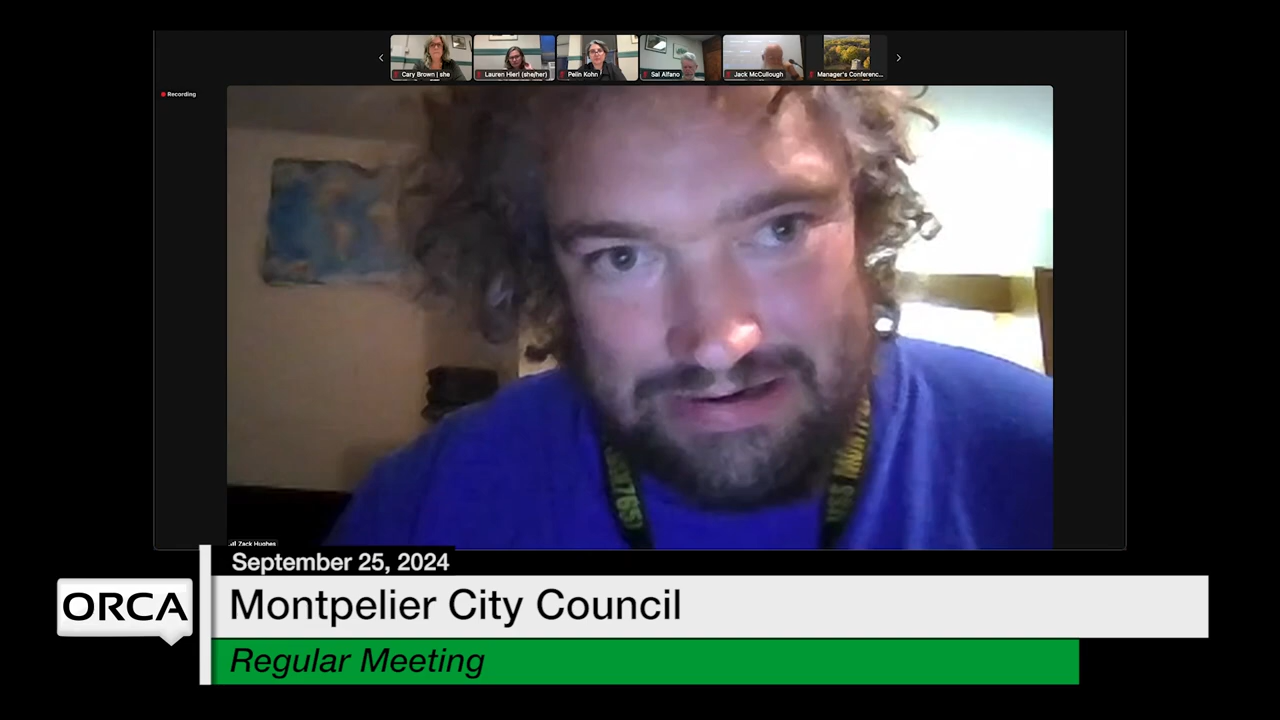 Cary Brown | she
Lauren Hierl (she/her)
Pelin Kohn
Sal Alfano
Jack McCullough
Manager's Conferenc...
Recording
Zack Hughes
September 25, 2024
ORCA
Montpelier City Council
Regular Meeting